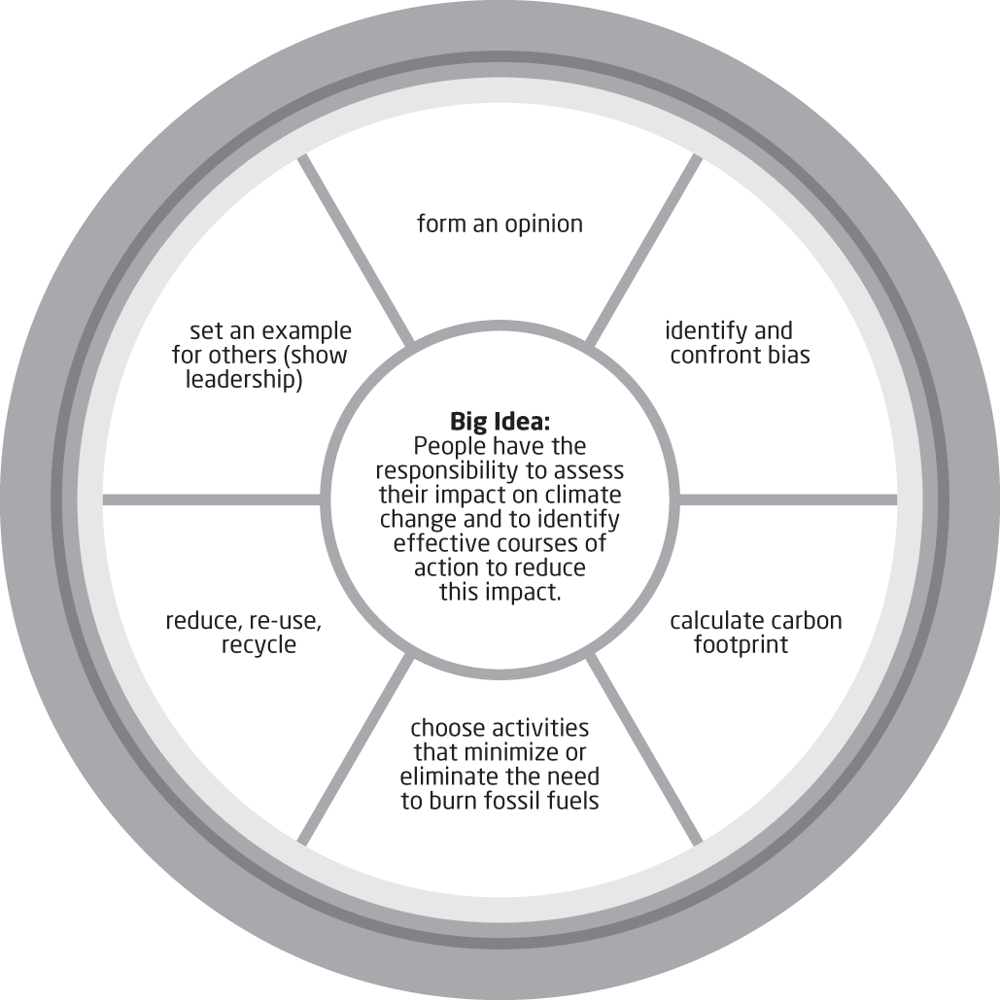 form an opinion
identify and
confront bias
calculate carbon
footprint
choose activities
that minimize or
eliminate the need
to burn fossil fuels
reduce, re-use,
recycle
set an example
for others (show
leadership)
Big Idea:
People have the
responsibility to assess
their impact on climate
change and to identify
effective courses of
action to reduce
this impact.